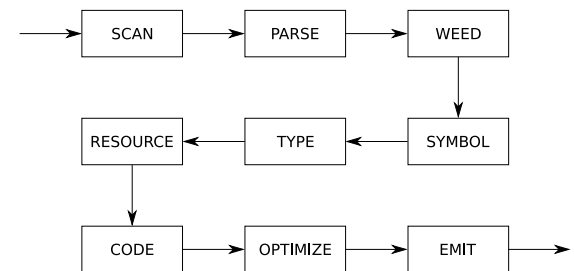 SCAN
PARSE
WEED
SYMBOL
TYPE
RESOURCE
CODE
OPTIMIZE
EMIT